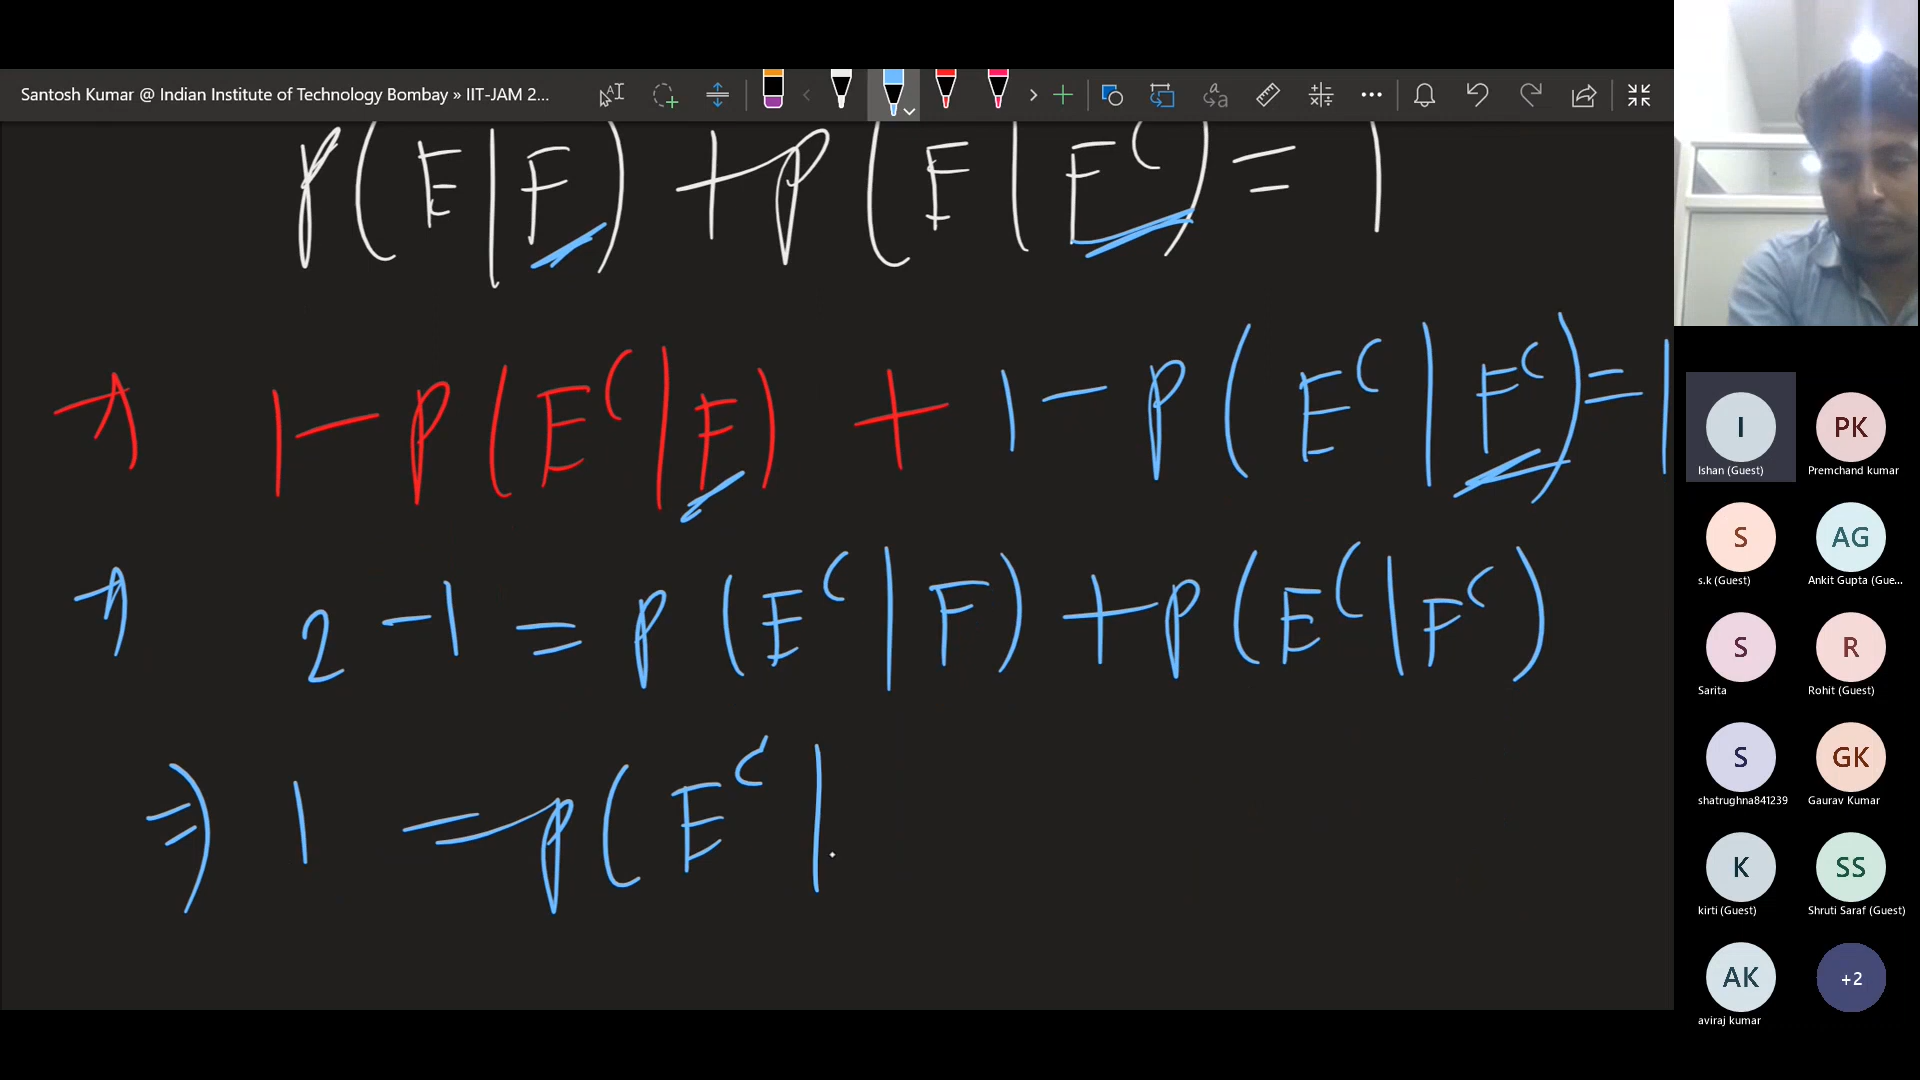 Santosh Kumar @ Indian Institute of Technology Bombay » IIT-JAM 2...
P(E|F) + P(E|F^C) = 1
⇒ 1 - P(E^C|F) + 1 - P(E^C|F^C) = 1
⇒ 2 - 1 = P(E^C|F) + P(E^C|F^C)
⇒ 1 = P(E^C|
I
Ishan (Guest)
PK
Premchand kumar
S
s.k (Guest)
AG
Ankit Gupta (Gue...
S
Sarita
R
Rohit (Guest)
S
shatrughna841239
GK
Gaurav Kumar
K
kirti (Guest)
SS
Shruti Saraf (Guest)
AK
aviraj kumar
+2